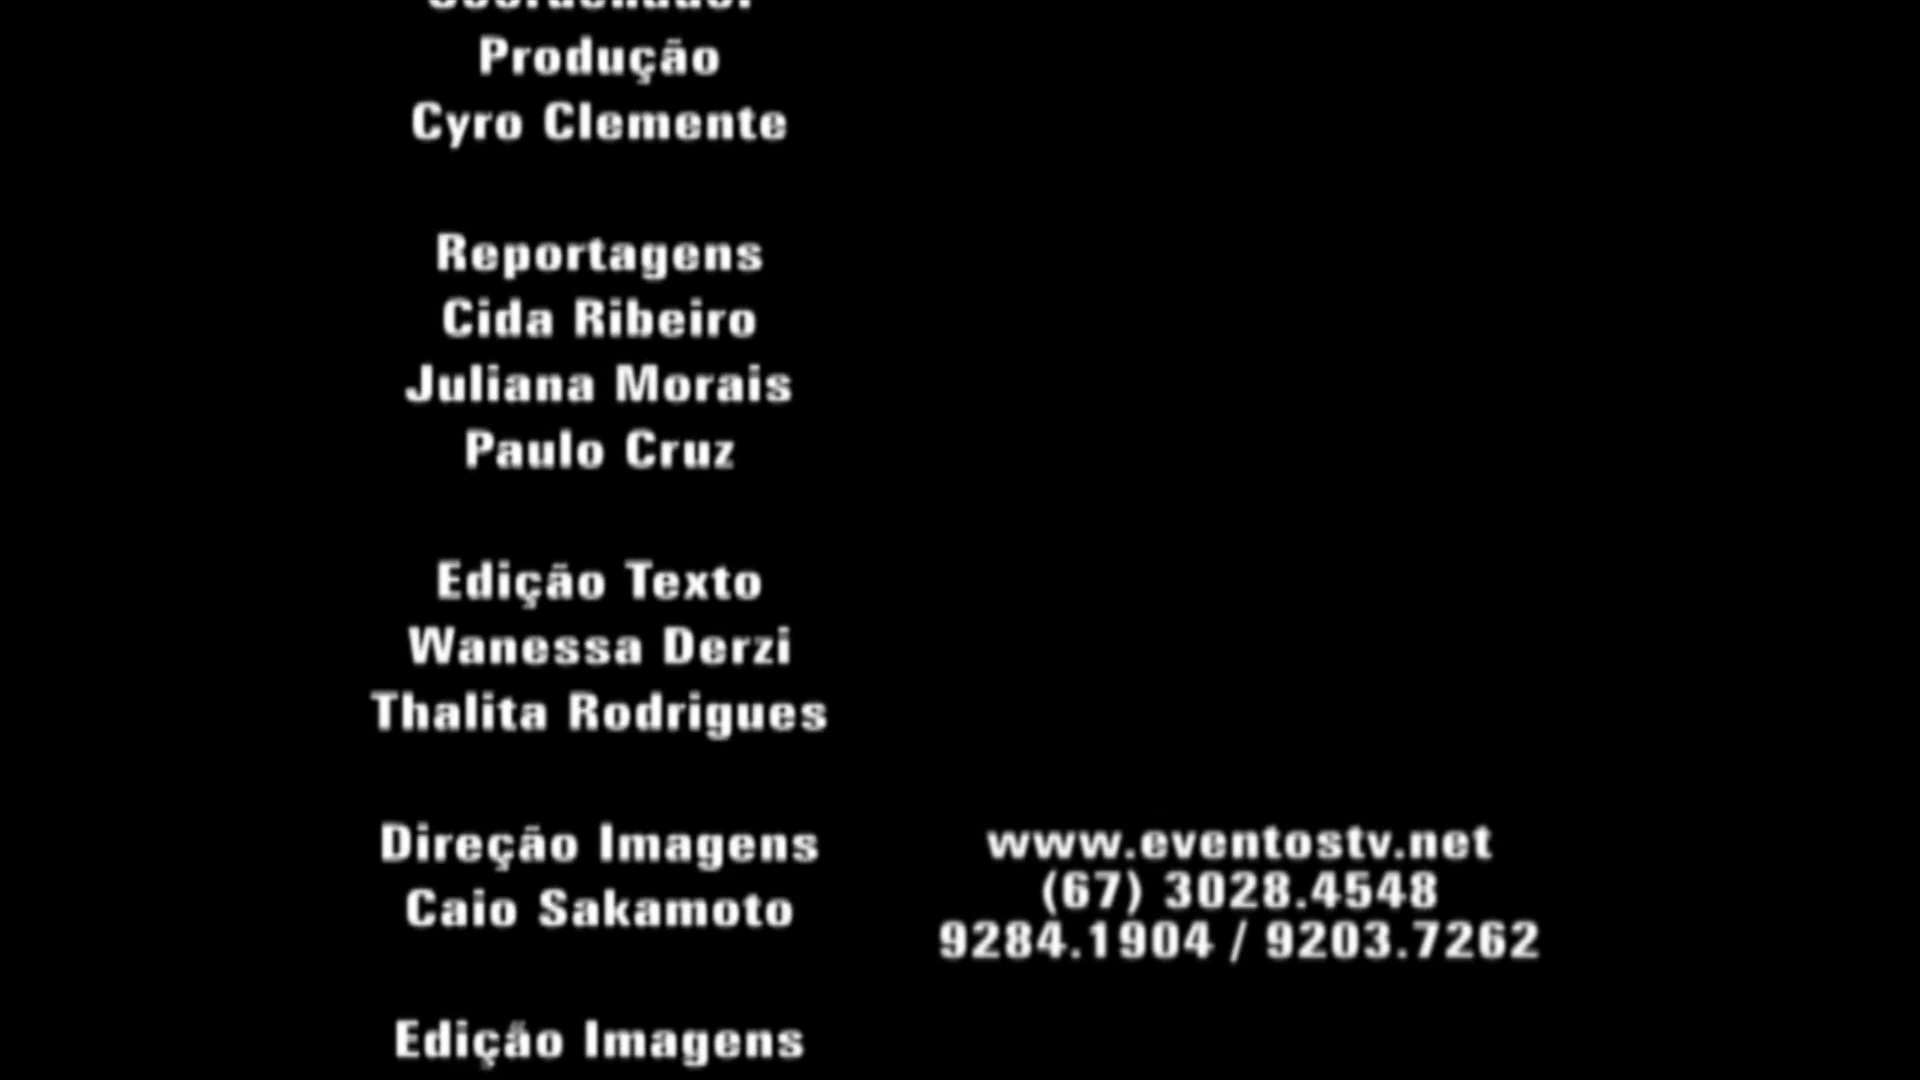 Coordenador
Produção
Cyro Clemente
Reportagens
Cida Ribeiro
Juliana Morais
Paulo Cruz
Edição Texto
Wanessa Derzi
Thalita Rodrigues
Direção Imagens
Caio Sakamoto
Edição Imagens
www.eventostv.net
(67) 3028.4548
9284.1904 / 9203.7262